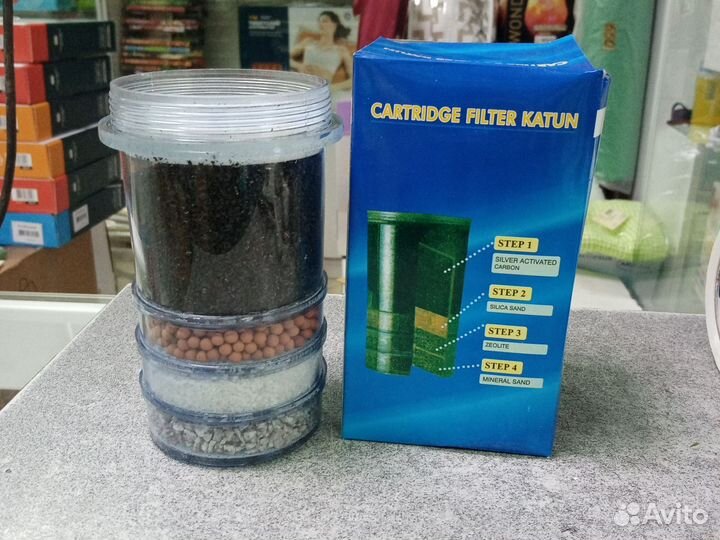 CARTRIDGE FILTER KATUN
STEP 1
SILVER ACTIVATED
CARBON
STEP 2
SILICA SAND
STEP 3
ZEOLITE
STEP 4
MINERAL SAND
Avito